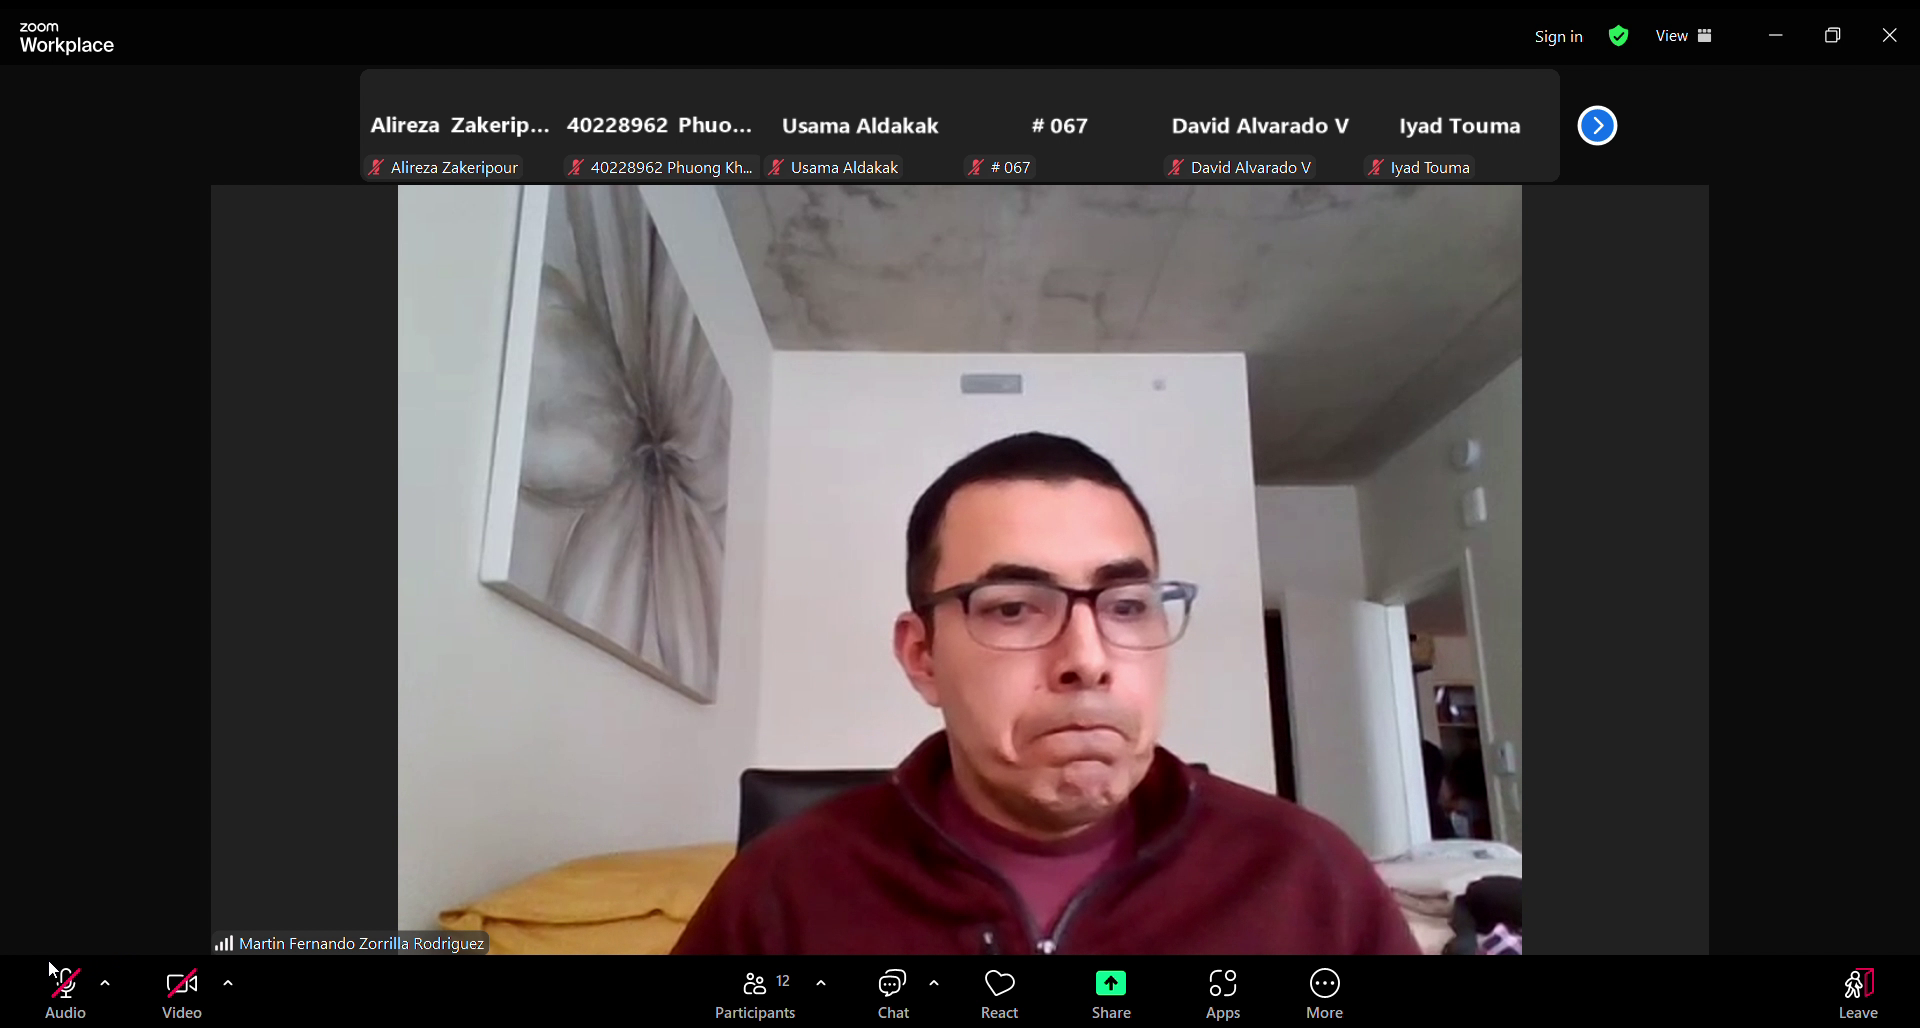 zoom
Workplace
Sign in
View
Alireza Zakerip...
40228962 Phuo...
Usama Aldakak
# 067
David Alvarado V
Iyad Touma
Alireza Zakeripour
40228962 Phuong Kh...
Usama Aldakak
# 067
David Alvarado V
Iyad Touma
Martin Fernando Zorrilla Rodriguez
12
Audio
Video
Participants
Chat
React
Share
Apps
More
Leave